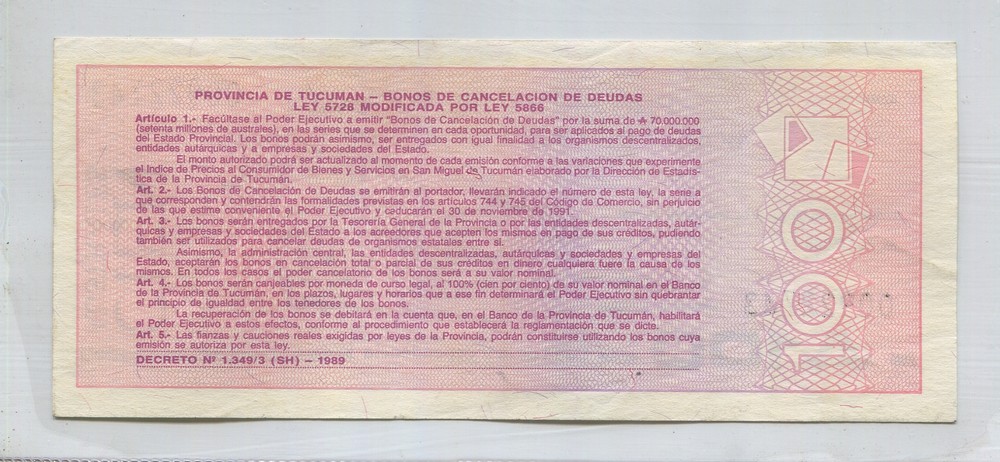 PROVINCIA DE TUCUMAN – BONOS DE CANCELACION DE DEUDAS
LEY 5728 MODIFICADA POR LEY 5866
Artículo 1.- Facúltase al Poder Ejecutivo a emitir "Bonos de Cancelación de Deudas" por la suma de ₳ 70.000.000
(setenta millones de australes), en las series que se determinen en cada oportunidad, para ser aplicados al pago de deudas
del Estado Provincial. Los bonos podrán asimismo, ser entregados con igual finalidad a los organismos descentralizados,
entidades autárquicas y a empresas y sociedades del Estado.
El monto autorizado podrá ser actualizado al momento de cada emisión conforme a las variaciones que experimente
el Indice de Precios al Consumidor de Bienes y Servicios en San Miguel de Tucumán elaborado por la Dirección de Estadís-
tica de la Provincia de Tucumán.
Art. 2.- Los Bonos de Cancelación de Deudas se emitirán al portador, llevarán indicado el número de esta ley, la serie a
que corresponden y contendrán las formalidades previstas en los artículos 744 y 745 del Código de Comercio, sin perjuicio
de las que estime conveniente el Poder Ejecutivo y caducarán el 30 de noviembre de 1991.
Art. 3.- Los bonos serán entregados por la Tesorería General de la Provincia o por las entidades descentralizadas, autár-
quicas y empresas y sociedades del Estado a los acreedores que acepten los mismos en pago de sus créditos, pudiendo
también ser utilizados para cancelar deudas de organismos estatales entre sí.
Asimismo, la administración central, las entidades descentralizadas, autárquicas y sociedades y empresas del
Estado, aceptarán los bonos en cancelación total o parcial de sus créditos en dinero cualquiera fuere la causa de los
mismos. En todos los casos el poder cancelatorio de los bonos será a su valor nominal.
Art. 4.- Los bonos serán canjeables por moneda de curso legal, al 100% (cien por ciento) de su valor nominal en el Banco
de la Provincia de Tucumán, en los plazos, lugares y horarios que a ese fin determinará el Poder Ejecutivo sin quebrantar
el principio de igualdad entre los tenedores de los bonos.
La recuperación de los bonos se debitará en la cuenta que, en el Banco de la Provincia de Tucumán, habilitará
el Poder Ejecutivo a estos efectos, conforme al procedimiento que establecerá la reglamentación que se dicte.
Art. 5.- Las fianzas y cauciones reales exigidas por leyes de la Provincia, podrán constituirse utilizando los bonos cuya
emisión se autoriza por esta ley.
DECRETO Nº 1.349/3 (SH) – 1989
100